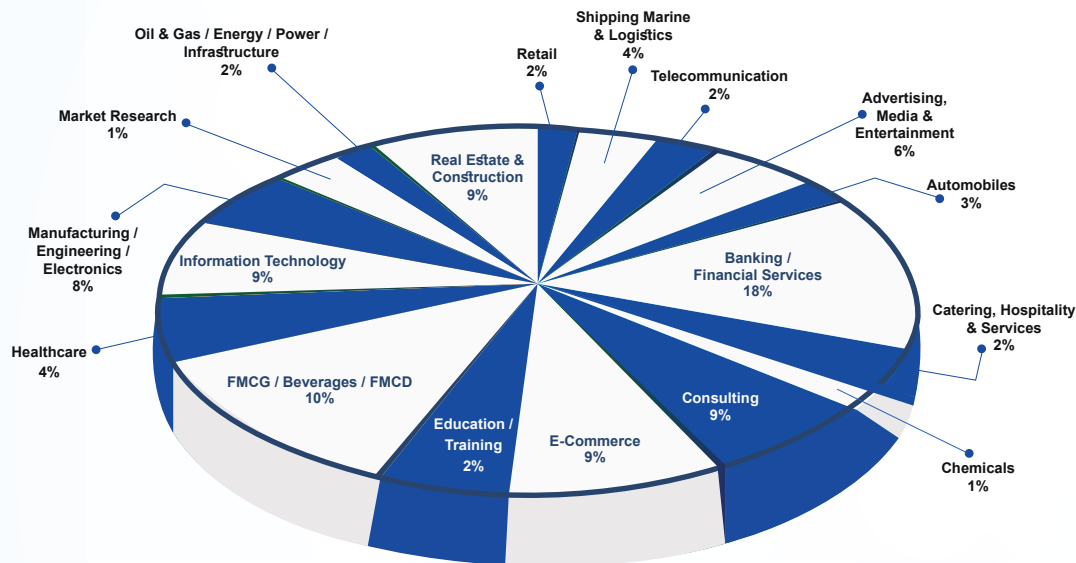 Oil & Gas / Energy / Power /
Infrastructure
2%
Retail
2%
Shipping Marine
& Logistics
4%
Telecommunication
2%
Advertising,
Media &
Entertainment
6%
Market Research
1%
Real Estate &
Construction
9%
Automobiles
3%
Manufacturing /
Engineering /
Electronics
8%
Information Technology
9%
Banking /
Financial Services
18%
Catering, Hospitality
& Services
2%
Healthcare
4%
FMCG / Beverages / FMCD
10%
Education /
Training
2%
E-Commerce
9%
Consulting
9%
Chemicals
1%